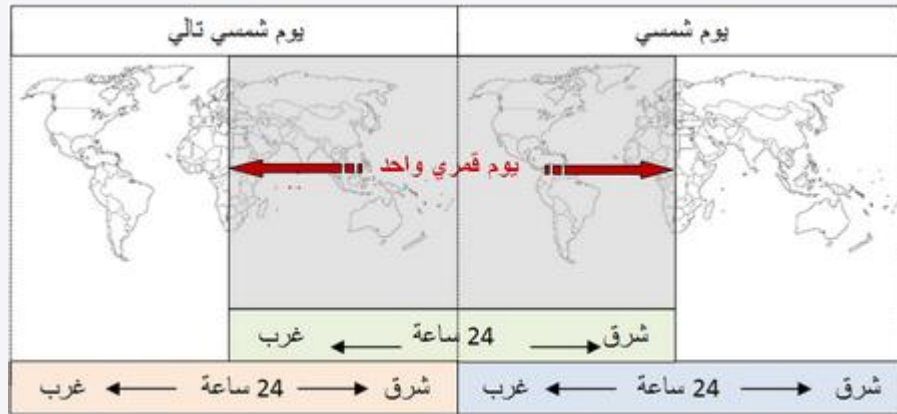 يوم شمسي
يوم شمسي تالي
يوم قمري واحد
شرق
24 ساعة
غرب
شرق
24 ساعة
غرب
شرق
24 ساعة
غرب